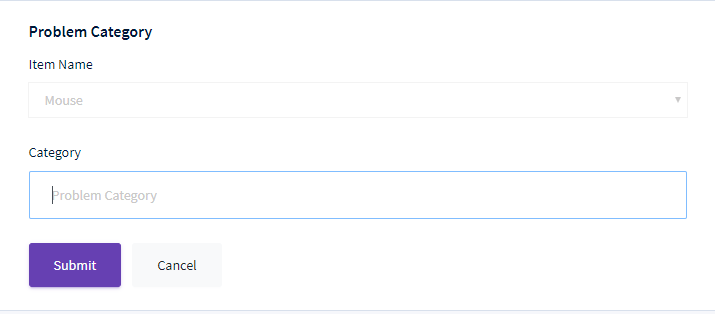 Problem Category
Item Name
Mouse
Category
Problem Category
Submit Cancel